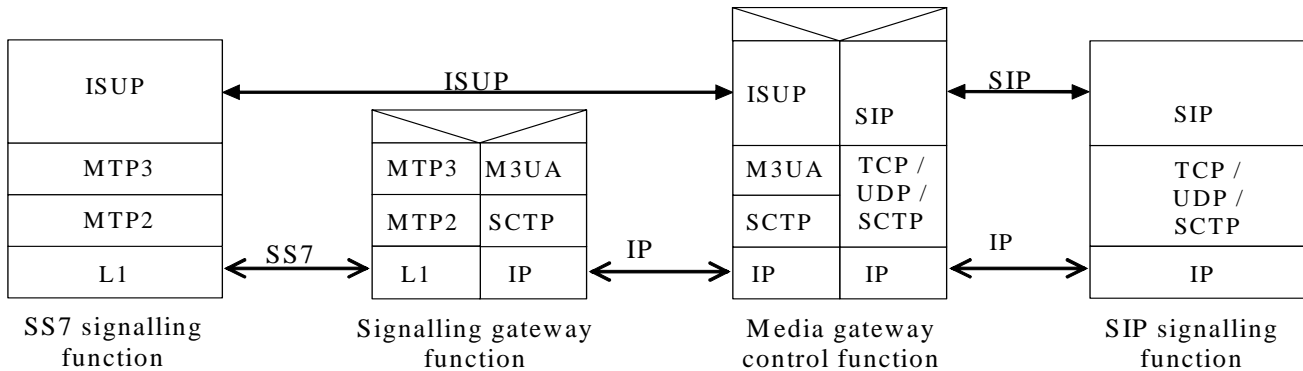 ISUP
MTP3
MTP2
L1
SS7 signalling
function
ISUP
SS7
MTP3
M3UA
MTP2
SCTP
L1
IP
Signalling gateway
function
IP
ISUP
SIP
M3UA
SCTP
TCP /
UDP /
SCTP
IP
IP
Media gateway
control function
SIP
IP
SIP
TCP /
UDP /
SCTP
IP
SIP signalling
function